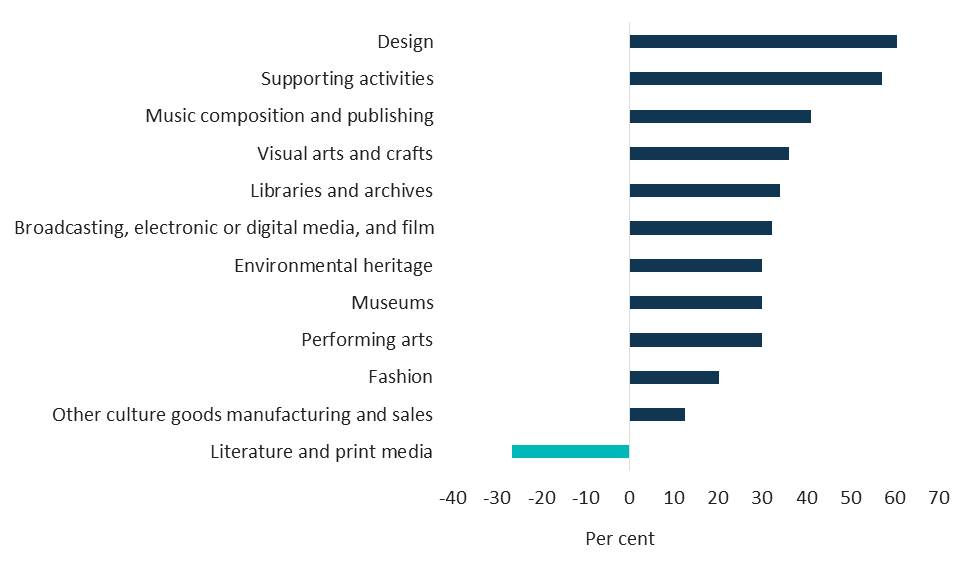 Design
Supporting activities
Music composition and publishing
Visual arts and crafts
Libraries and archives
Broadcasting, electronic or digital media, and film
Environmental heritage
Museums
Performing arts
Fashion
Other culture goods manufacturing and sales
Literature and print media
-40 -30 -20 -10 0 10 20 30 40 50 60 70
Per cent